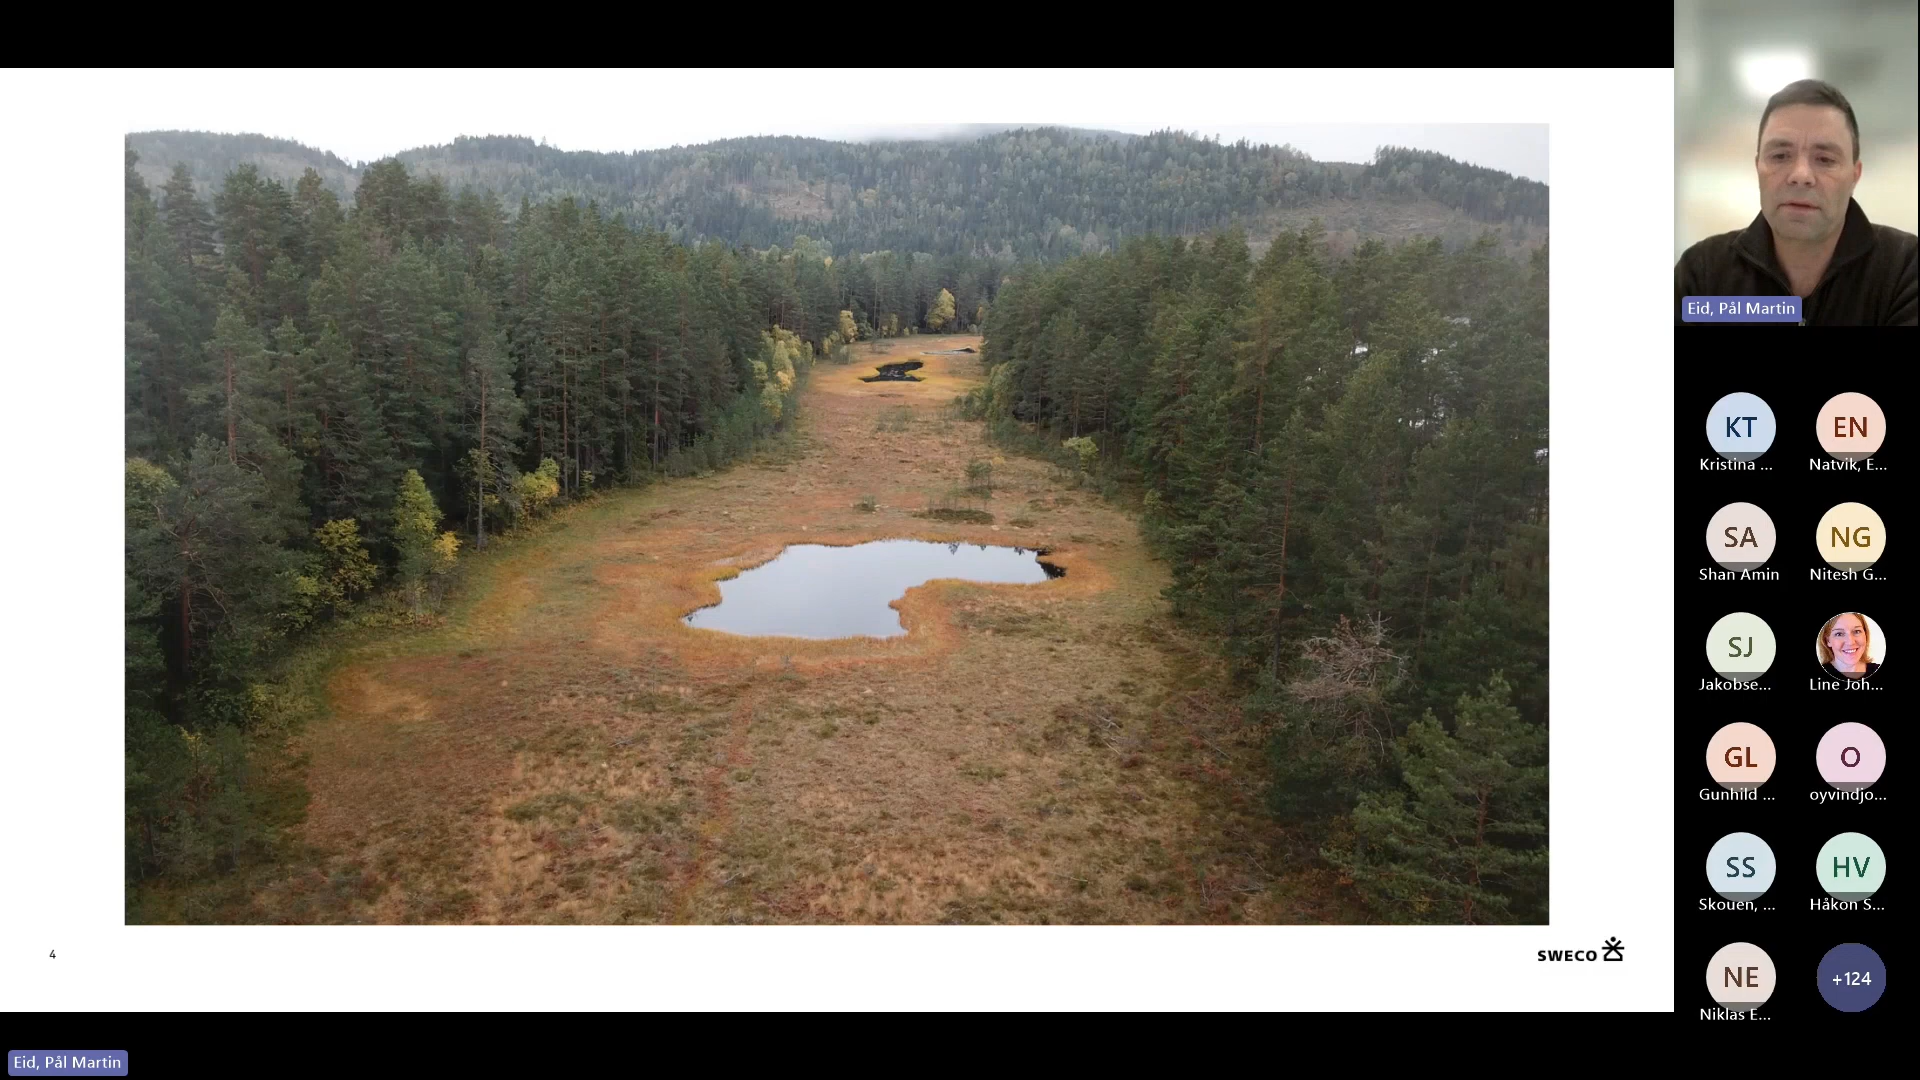 Eid, Pål Martin
KT
Kristina ...
EN
Natvik, E...
SA
Shan Amin
NG
Nitesh G...
SJ
Jakobse...
Line Joh...
GL
Gunhild ...
O
oyvindjo...
SS
Skouen, ...
HV
Håkon S...
NE
Niklas E...
+124
4
SWECO
Eid, Pål Martin